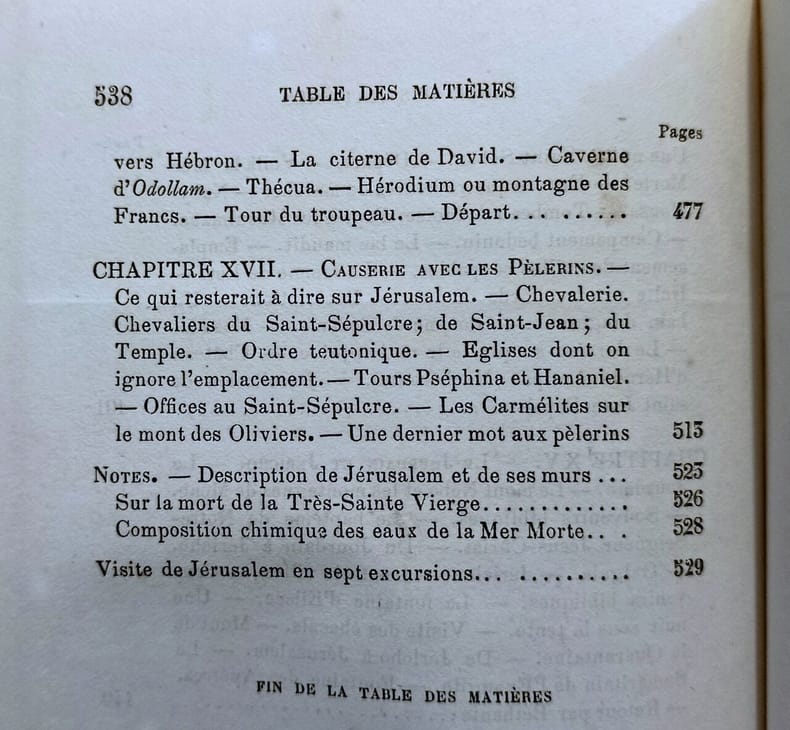 538 TABLE DES MATIÈRES
Pages
vers Hébron. — La citerne de David. — Caverne
d'Odollam. — Thécua. — Hérodium ou montagne des
Francs. — Tour du troupeau. — Départ. . . . . . . . . . 477
CHAPITRE XVII. — CAUSERIE AVEC LES PÈLERINS. —
Ce qui resterait à dire sur Jérusalem. — Chevalerie.
Chevaliers du Saint-Sépulcre; de Saint-Jean; du
Temple. — Ordre teutonique. — Eglises dont on
ignore l'emplacement. — Tours Pséphina et Hananiel.
— Offices au Saint-Sépulcre. — Les Carmélites sur
le mont des Oliviers. — Une dernier mot aux pèlerins 513
NOTES. — Description de Jérusalem et de ses murs ... 523
Sur la mort de la Très-Sainte Vierge............. 526
Composition chimique des eaux de la Mer Morte.. . 528
Visite de Jérusalem en sept excursions... .......... 529
FIN DE LA TABLE DES MATIÈRES